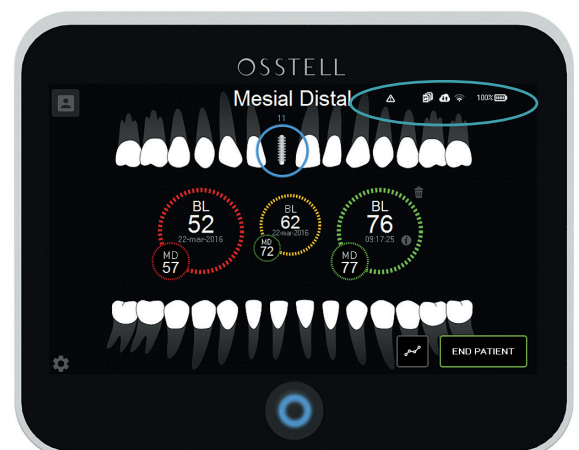 OSSTELL
Mesial Distal
100%
11
BL
52
22-mar-2016
MD
57
BL
62
22-mar-2016
MD
72
BL
76
09:17:25
MD
77
END PATIENT